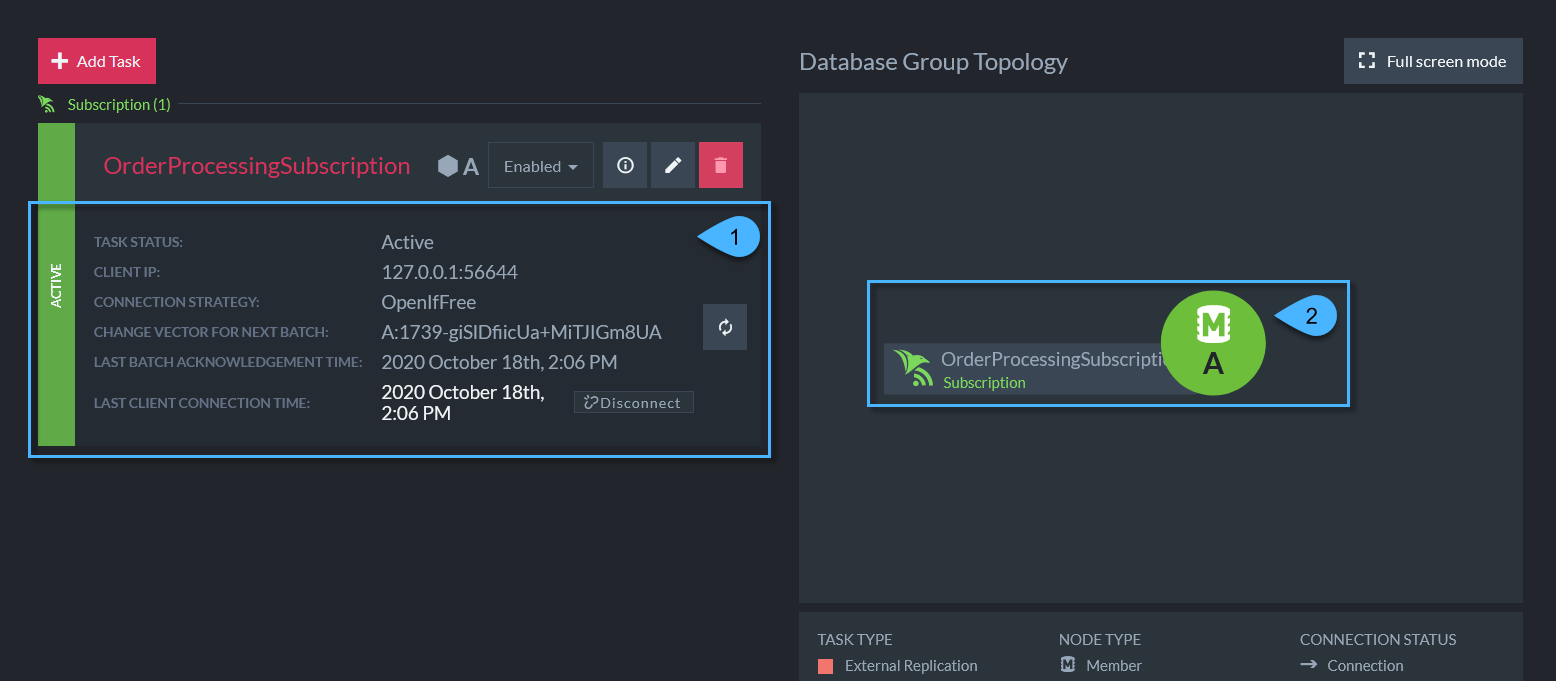 Add Task
Database Group Topology
Full screen mode
Subscription (1)
OrderProcessingSubscription
A
Enabled
ACTIVE
TASK STATUS: Active
CLIENT IP: 127.0.0.1:56644
CONNECTION STRATEGY: OpenIfFree
CHANGE VECTOR FOR NEXT BATCH: A:1739-giSlDfiicUa+MiTJIGm8UA
LAST BATCH ACKNOWLEDGEMENT TIME: 2020 October 18th, 2:06 PM
LAST CLIENT CONNECTION TIME: 2020 October 18th,
2:06 PM
Disconnect
1
OrderProcessingSubscripti
Subscription
M
A
2
TASK TYPE
External Replication
NODE TYPE
M Member
CONNECTION STATUS
Connection